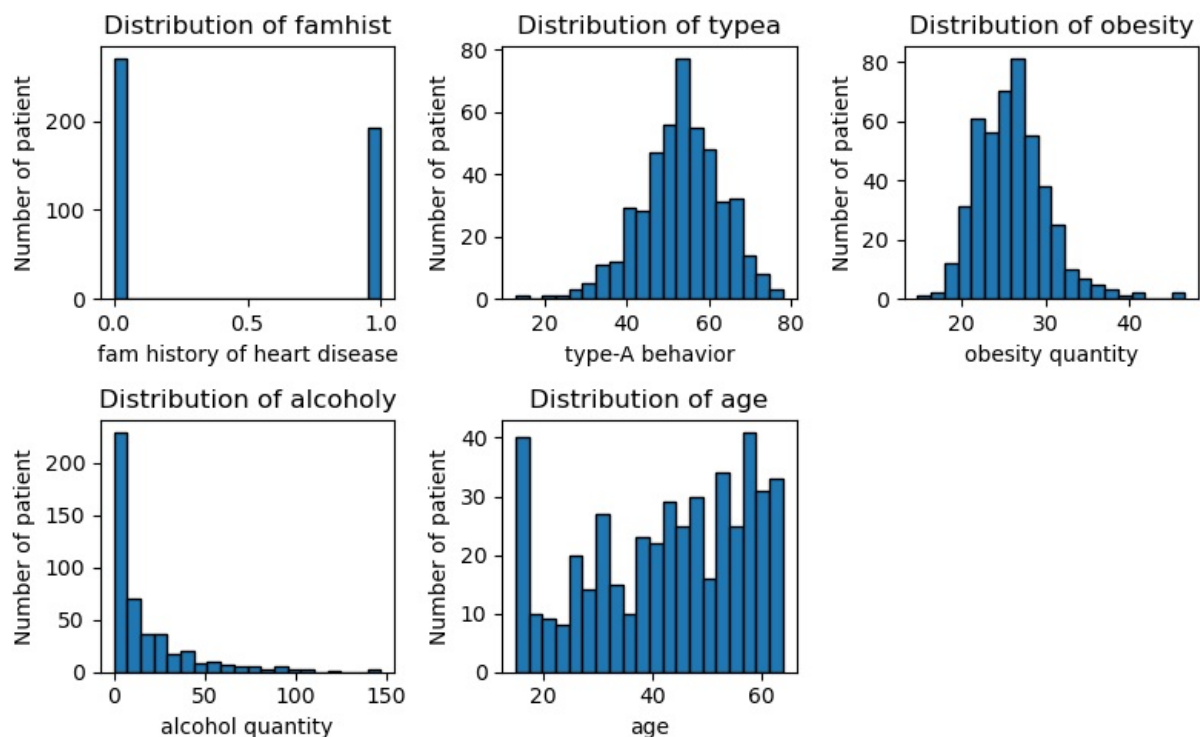 Distribution of famhist
Number of patient
200
100
0
0.0 0.5 1.0
fam history of heart disease
Distribution of typea
Number of patient
80
60
40
20
0
20 40 60 80
type-A behavior
Distribution of obesity
Number of patient
80
60
40
20
0
20 30 40
obesity quantity
Distribution of alcoholy
Number of patient
200
150
100
50
0
0 50 100 150
alcohol quantity
Distribution of age
Number of patient
40
30
20
10
0
20 40 60
age